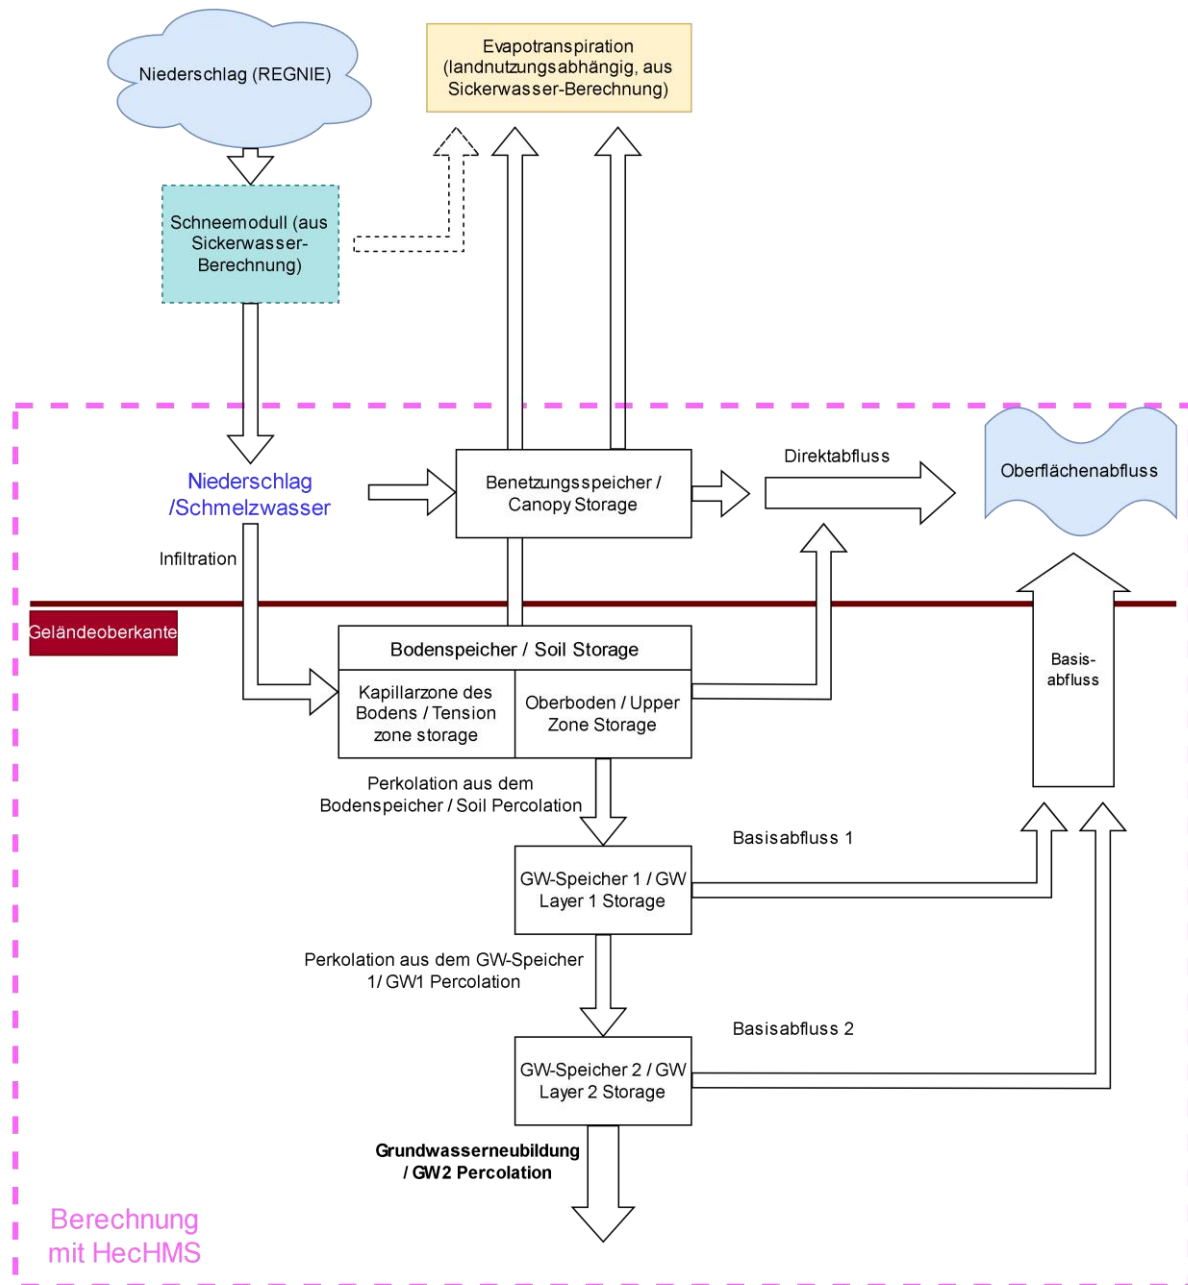 Niederschlag (REGNIE)
Evapotranspiration
(landnutzungsabhängig, aus
Sickerwasser-Berechnung)
Schneemodull (aus
Sickerwasser-
Berechnung)
Niederschlag
/Schmelzwasser
Benetzungsspeicher /
Canopy Storage
Direktabfluss
Oberflächenabfluss
Infiltration
Geländeoberkante
Bodenspeicher / Soil Storage
Kapillarzone des
Bodens / Tension
zone storage
Oberboden / Upper
Zone Storage
Basis-
abfluss
Perkolation aus dem
Bodenspeicher / Soil Percolation
Basisabfluss 1
GW-Speicher 1 / GW
Layer 1 Storage
Perkolation aus dem GW-Speicher
1/ GW1 Percolation
Basisabfluss 2
GW-Speicher 2 / GW
Layer 2 Storage
Grundwasserneubildung
/ GW2 Percolation
Berechnung
mit HecHMS